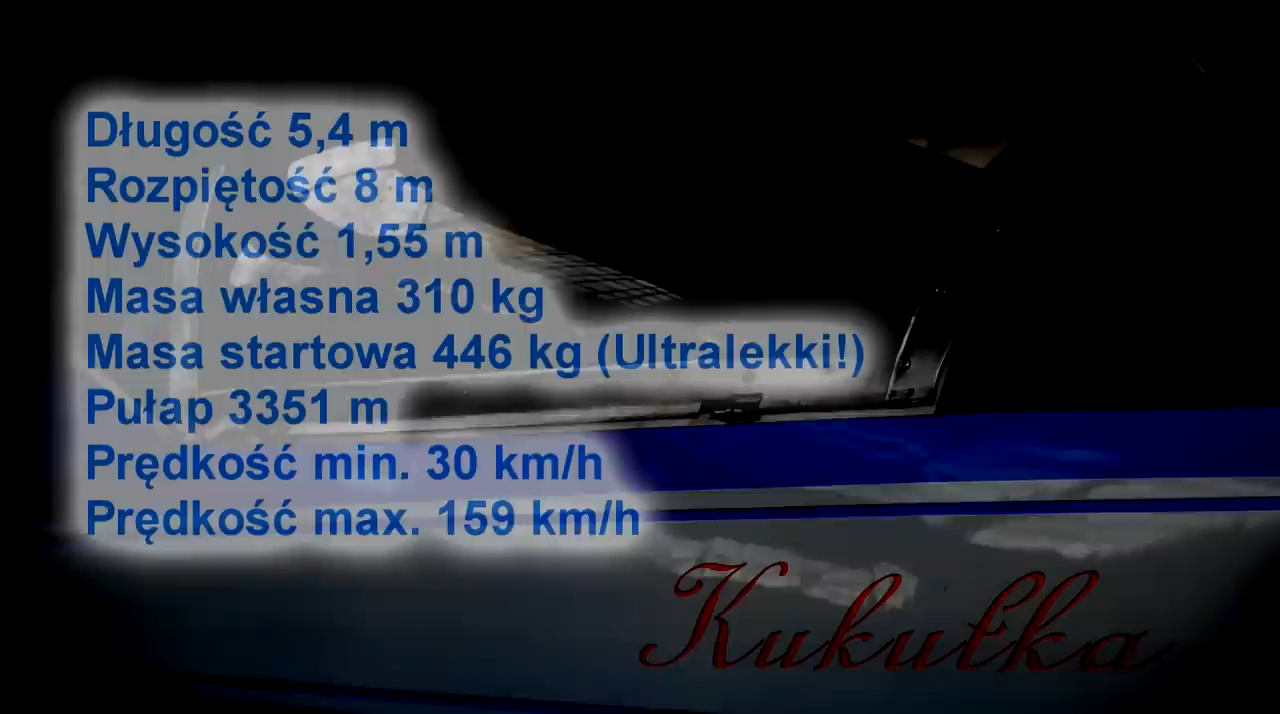 Długość 5,4 m
Rozpiętość 8 m
Wysokość 1,55 m
Masa własna 310 kg
Masa startowa 446 kg (Ultralekki!)
Pułap 3351 m
Prędkość min. 30 km/h
Prędkość max. 159 km/h
Kukułka